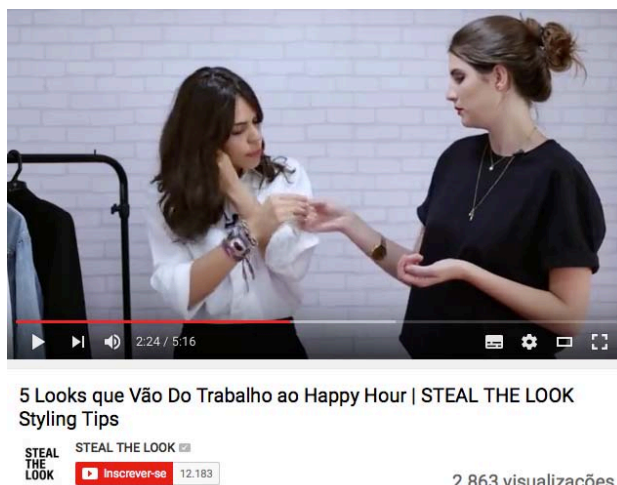 2:24 / 5:16
5 Looks que Vão Do Trabalho ao Happy Hour | STEAL THE LOOK
Styling Tips
STEAL
THE
LOOK
STEAL THE LOOK
Inscrever-se 12.183
2.863 visualizações